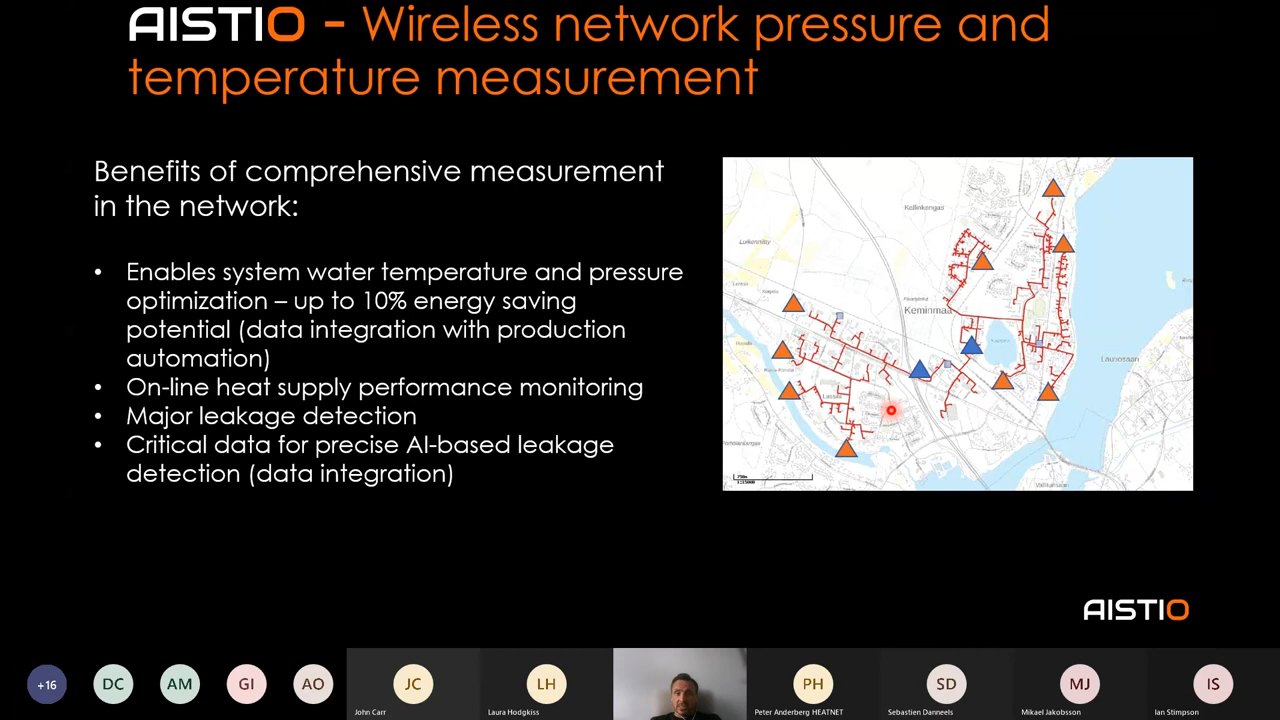 AISTIO - Wireless network pressure and
temperature measurement
Benefits of comprehensive measurement
in the network:
• Enables system water temperature and pressure
optimization – up to 10% energy saving
potential (data integration with production
automation)
• On-line heat supply performance monitoring
• Major leakage detection
• Critical data for precise AI-based leakage
detection (data integration)
Kallinkangas
Keminmaa
Lassila
Launosaari
AISTIO
+16
DC
AM
GI
AO
JC
LH
PH
SD
MJ
IS
John Carr
Laura Hodgkiss
Peter Anderberg HEATNET
Sebastien Danneels
Mikael Jakobsson
Ian Stimpson